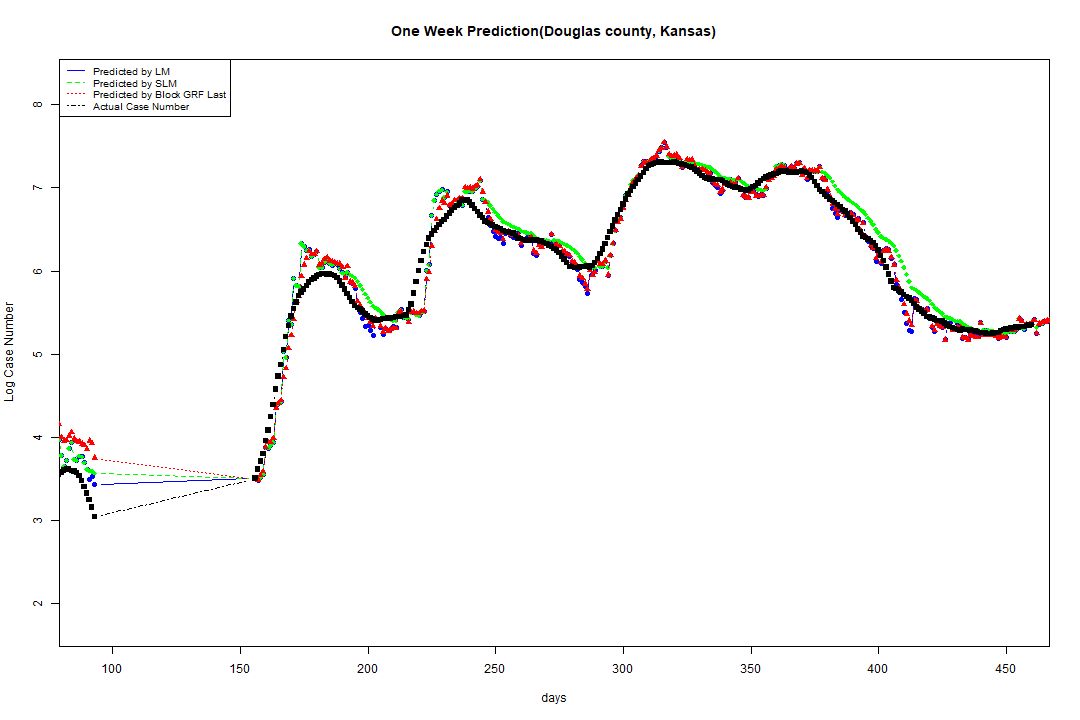 One Week Prediction(Douglas county, Kansas)
Predicted by LM
Predicted by SLM
Predicted by Block GRF Last
Actual Case Number
8
7
6
5
4
3
2
Log Case Number
100 150 200 250 300 350 400 450
days